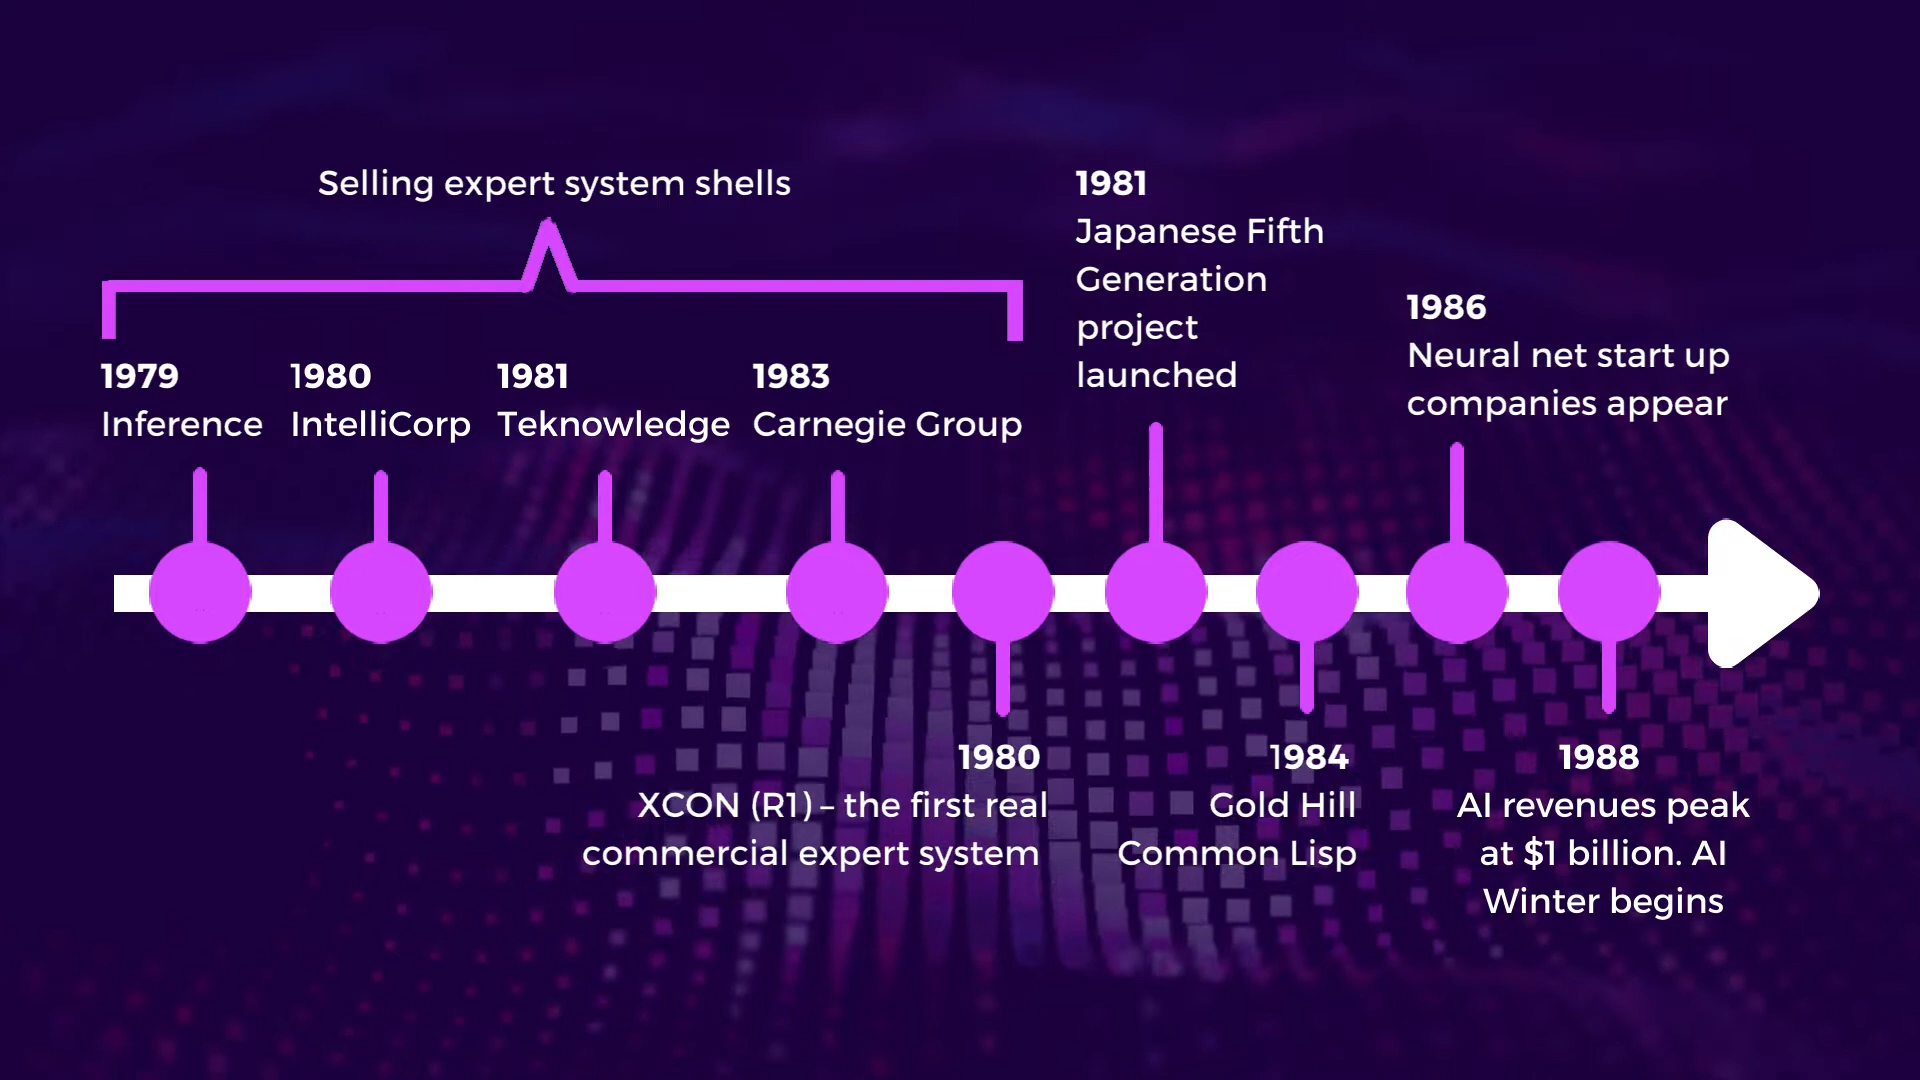 Selling expert system shells
1979
Inference
1980
IntelliCorp
1981
Teknowledge
1983
Carnegie Group
1981
Japanese Fifth
Generation
project
launched
1986
Neural net start up
companies appear
1980
XCON (R1) – the first real
commercial expert system
1984
Gold Hill
Common Lisp
1988
AI revenues peak
at $1 billion. AI
Winter begins